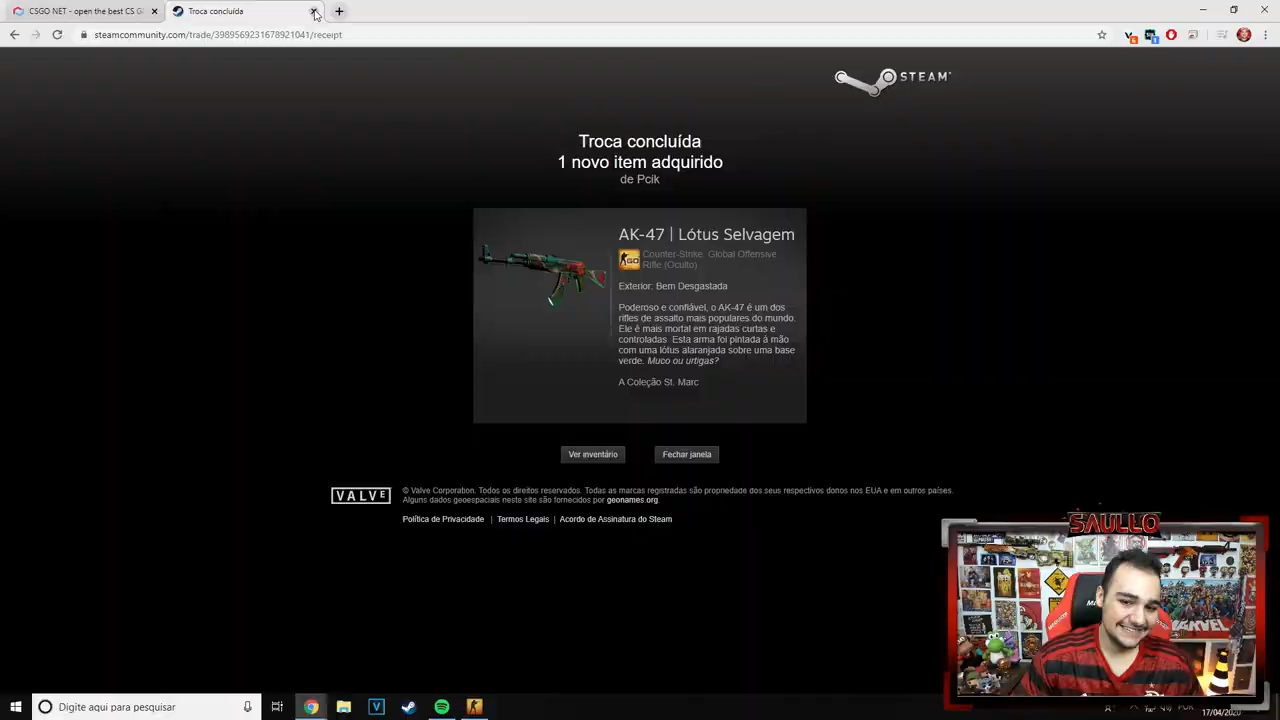 CSGO NET - open the best CS G
Troca concluída
steamcommunity.com/trade/3989569231678921041/receipt
STEAM
Troca concluída
1 novo item adquirido
de Pcik
AK-47 | Lótus Selvagem
Counter-Strike: Global Offensive
Rifle (Oculto)
Exterior: Bem Desgastada
Poderoso e confiável, o AK-47 é um dos
rifles de assalto mais populares do mundo.
Ele é mais mortal em rajadas curtas e
controladas. Esta arma foi pintada à mão
com uma lótus alaranjada sobre uma base
verde. Muco ou urtigas?
A Coleção St. Marc
Ver inventário
Fechar janela
VALVE
© Valve Corporation. Todos os direitos reservados. Todas as marcas registradas são propriedade dos seus respectivos donos nos EUA e em outros países.
Alguns dados geoespaciais neste site são fornecidos por geonames.org.
Política de Privacidade | Termos Legais | Acordo de Assinatura do Steam
SAULLO
MARVEL
Digite aqui para pesquisar
17/04/2020